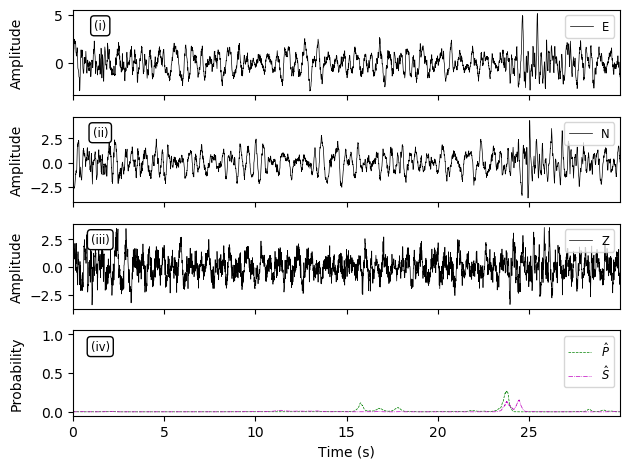 5
0
Amplitude
(i)
E
2.5
0.0
−2.5
Amplitude
(ii)
N
2.5
0.0
−2.5
Amplitude
(iii)
Z
1.0
0.5
0.0
Probability
(iv)
P̂
Ŝ
0 5 10 15 20 25
Time (s)